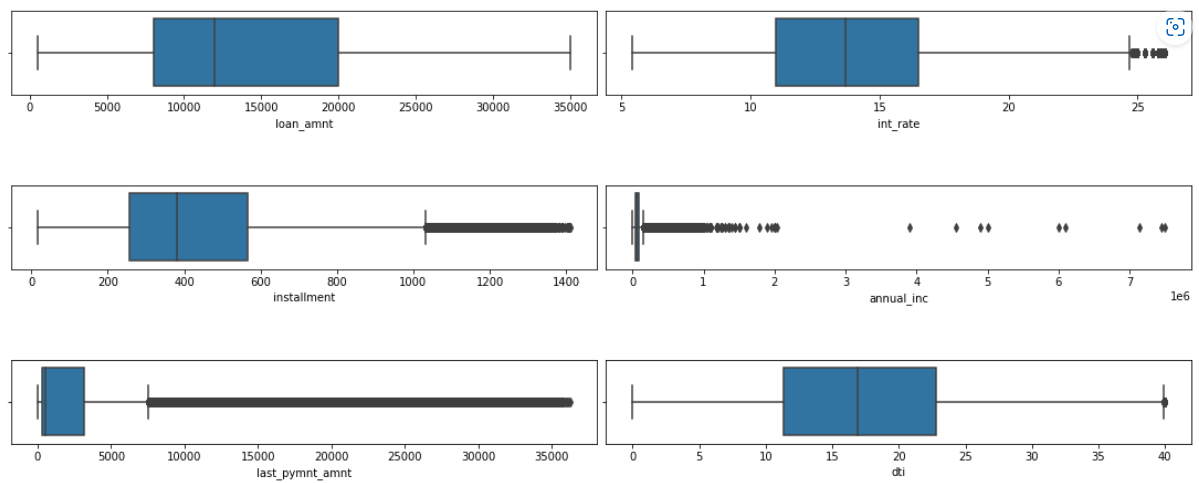 0 5000 10000 15000 20000 25000 30000 35000
loan_amnt
5 10 15 20 25
int_rate
0 200 400 600 800 1000 1200 1400
installment
0 1 2 3 4 5 6 7
1e6
annual_inc
0 5000 10000 15000 20000 25000 30000 35000
last_pymnt_amnt
0 5 10 15 20 25 30 35 40
dti